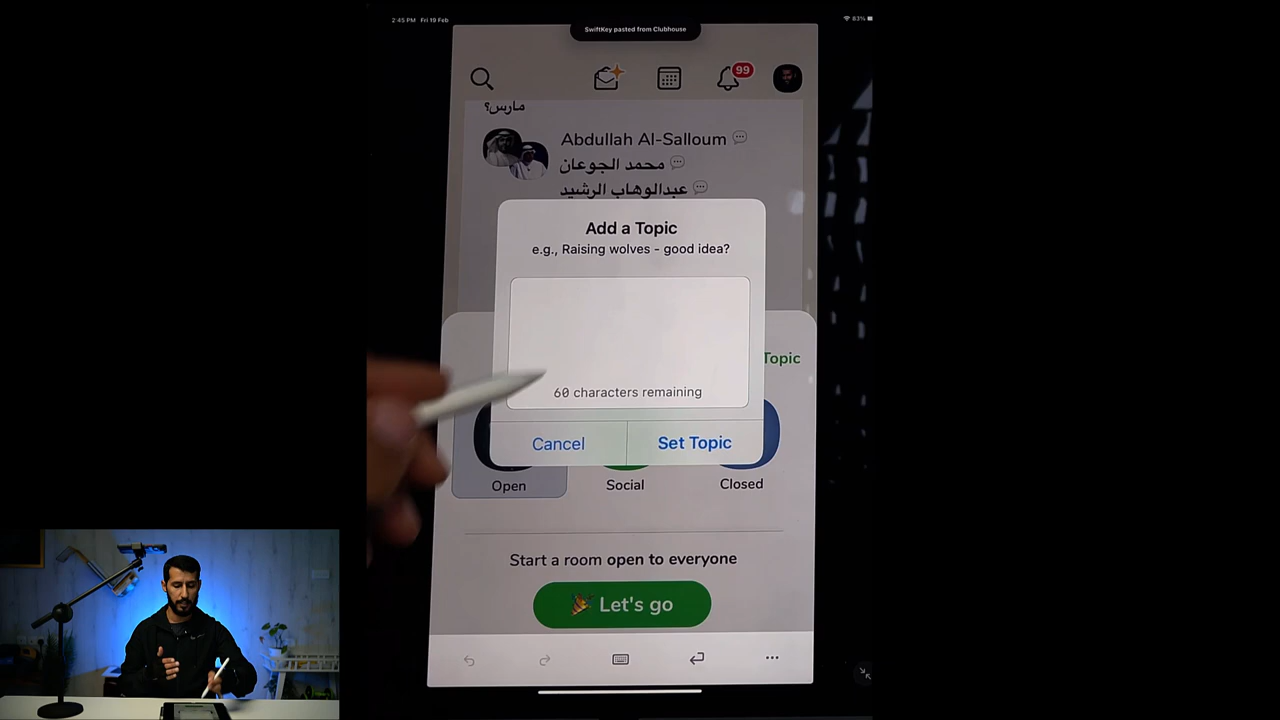 2:45 PM Fri 19 Feb
83%
SwiftKey pasted from Clubhouse
99
مارس؟
Abdullah Al-Salloum
محمد الجوعان
عبدالوهاب الرشيد
Add a Topic
e.g., Raising wolves - good idea?
Topic
60 characters remaining
Cancel
Set Topic
Open
Social
Closed
Start a room open to everyone
Let's go